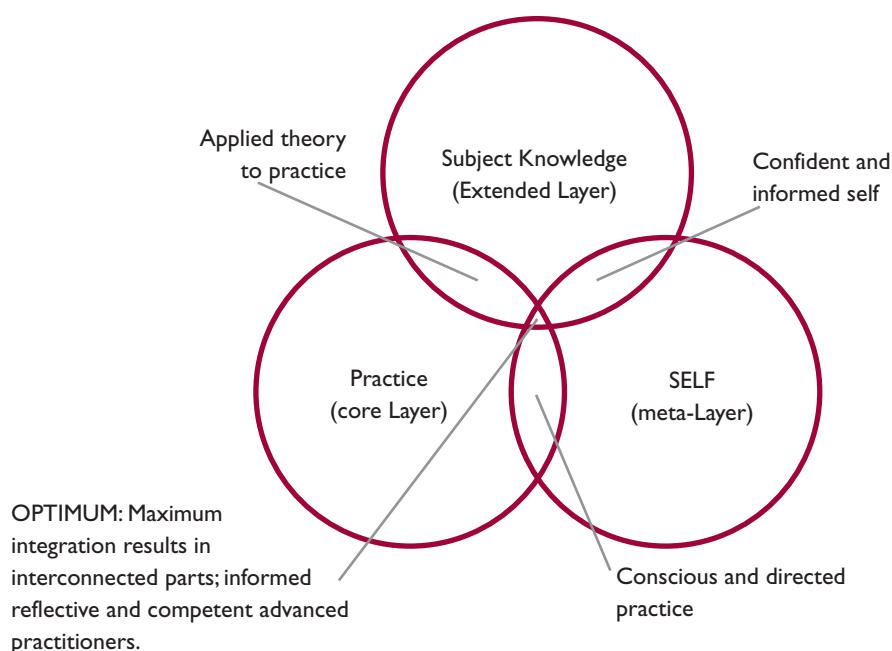 Applied theory
to practice
Subject Knowledge
(Extended Layer)
Confident and
informed self
Practice
(core Layer)
SELF
(meta-Layer)
OPTIMUM: Maximum
integration results in
interconnected parts; informed
reflective and competent advanced
practitioners.
Conscious and directed
practice